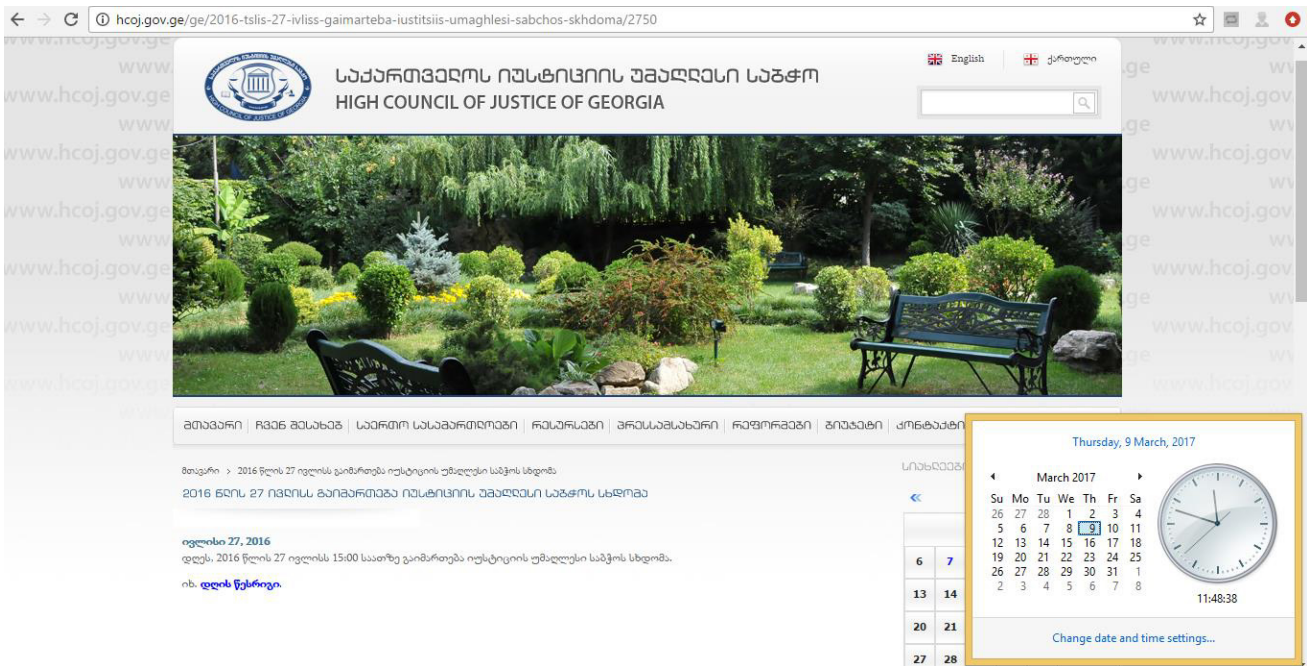 hcoj.gov.ge/ge/2016-tslis-27-ivliss-gaimarteba-iustitsiis-umaghlesi-sabchos-skhdoma/2750
English
ქართული
საქართველოს იუსტიციის უმაღლესი საბჭო
HIGH COUNCIL OF JUSTICE OF GEORGIA
მთავარი
ჩვენ შესახებ
საერთო სასამართლოები
რესურსები
პრესსამსახური
რეფორმები
ბიუჯეტი
კონტაქტი
მთავარი > 2016 წლის 27 ივლისს გაიმართება იუსტიციის უმაღლესი საბჭოს სხდომა
2016 წლის 27 ივლისს გაიმართება იუსტიციის უმაღლესი საბჭოს სხდომა
ივლისი 27, 2016
დღეს, 2016 წლის 27 ივლისს 15:00 საათზე გაიმართება იუსტიციის უმაღლესი საბჭოს სხდომა.
იხ. დღის წესრიგი.
სიახლეები
«
6 7
13 14
20 21
27 28
Thursday, 9 March, 2017
March 2017
Su Mo Tu We Th Fr Sa
26 27 28 1 2 3 4
5 6 7 8 9 10 11
12 13 14 15 16 17 18
19 20 21 22 23 24 25
26 27 28 29 30 31 1
2 3 4 5 6 7 8
11:48:38
Change date and time settings...
www.hcoj.gov.ge